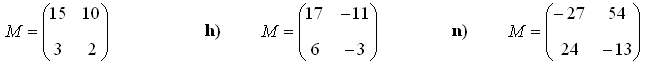 M = (15 10
3 2) h) M = (17 −11
6 −3) n) M = (−27 54
24 −13)